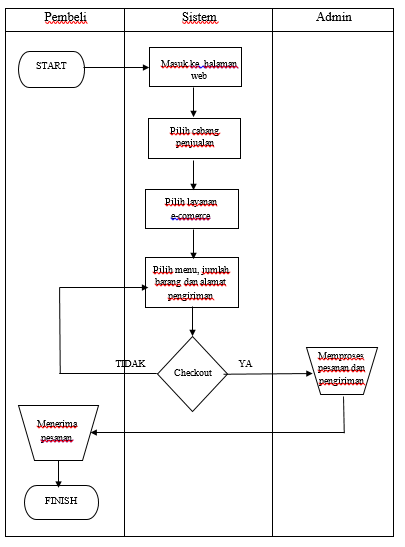 Pembeli
Sistem
Admin
START
Masuk ke halaman
web
Pilih cabang
penjualan
Pilih layanan
e-comerce
Pilih menu, jumlah
barang dan alamat
pengiriman
TIDAK
Checkout
YA
Memproses
pesanan dan
pengiriman
Menerima
pesanan
FINISH